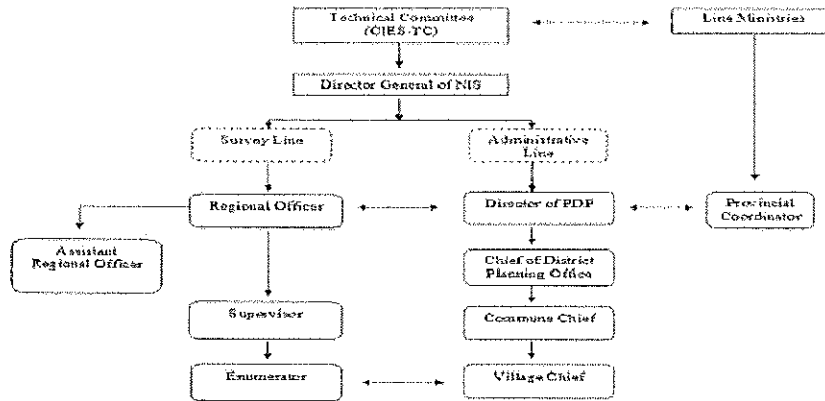 Technical Committee
(CIES-TC)
Line Ministries
Director General of NIS
Survey Line
Administrative
Line
Regional Officer
Director of PDP
Provincial
Coordinator
Assistant
Regional Officer
Chief of District
Planning Office
Supervisor
Commune Chief
Enumerator
Village Chief